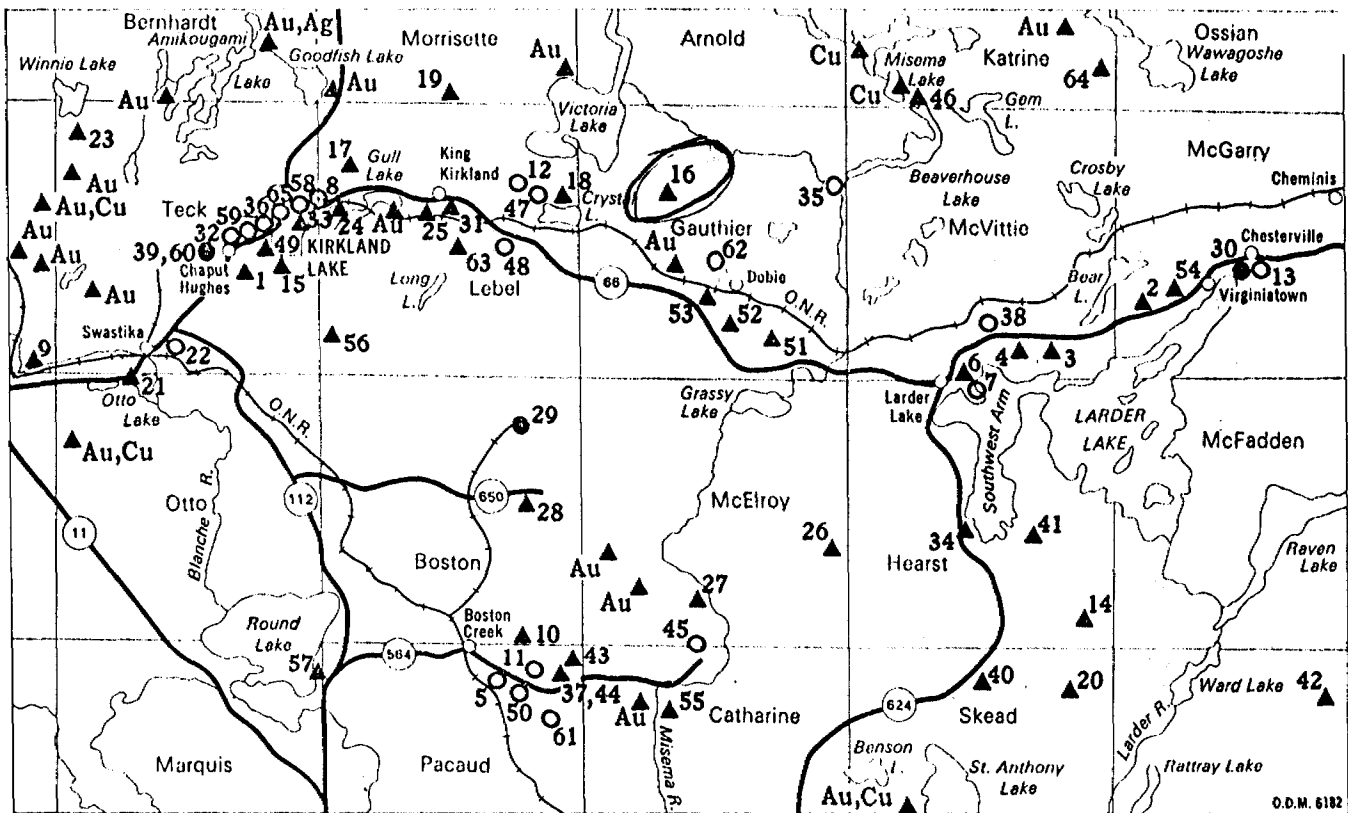 Bernhardt
Amikougami
Lake
Winnie Lake
Au,Ag
Goodfish Lake
Morrisette
Au
Arnold
Cu
Misema
Lake
Katrine
Au
Ossian
Wawagoshe
Lake
64
Au
Au
19
Victoria
Lake
Cu
46
Gem
L.
23
Au
17
Gull
Lake
King
Kirkland
12
18
16
35
Beaverhouse
Lake
Crosby
Lake
McGarry
Cheminis
Au,Cu
Teck
59
36
65
58
8
32
33
24
Au
25
31
47
Crystal
L.
Gauthier
McVittie
Au
Au
39,60
Chaput
Hughes
49
KIRKLAND
LAKE
1
15
63
Lebel
48
66
Au
62
Dobie
Bear
L.
Chesterville
30
13
Virginiatown
54
2
Au
Long
L.
53
52
51
O.N.R.
38
Swastika
22
56
9
21
Otto
Lake
4
3
6
7
Larder
Lake
Grassy
Lake
Southwest Arm
LARDER
LAKE
McFadden
Au,Cu
O.N.R.
29
Otto
Blanche R.
112
650
28
McElroy
11
26
34
41
Hearst
Raven
Lake
Boston
Au
Au
27
14
Round
Lake
57
564
Boston
Creek
10
45
11
43
37,44
5
50
61
Au
55
Catharine
Misema R.
40
20
624
Skead
Larder R.
Ward Lake
42
Marquis
Pacaud
Benson
L.
St. Anthony
Lake
Rattray Lake
Au,Cu
O.D.M. 6182